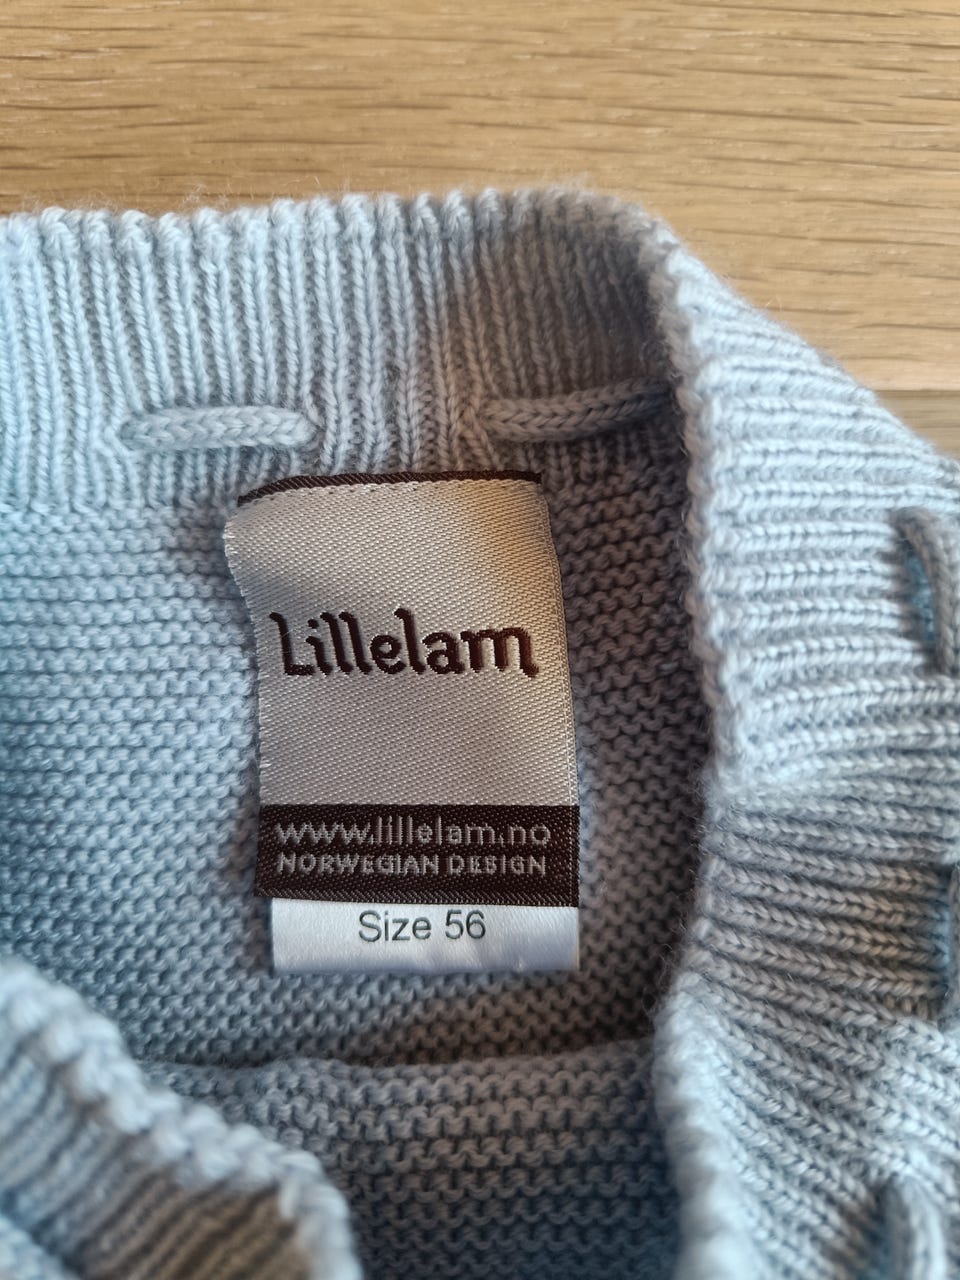 Lillelam
www.lillelam.no
NORWEGIAN DESIGN
Size 56